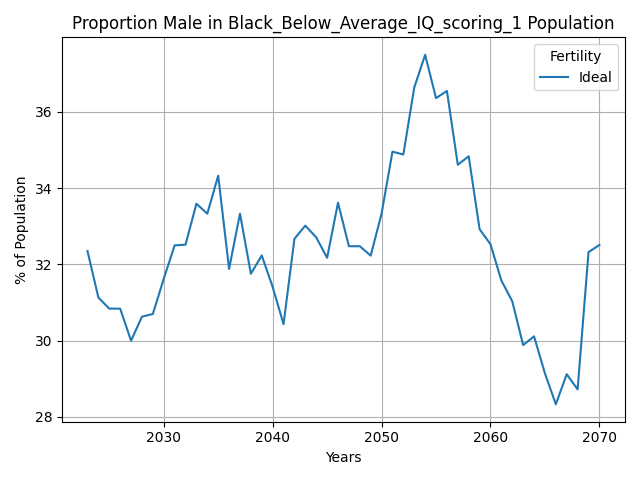 Proportion Male in Black_Below_Average_IQ_scoring_1 Population
Fertility
Ideal
% of Population
36
34
32
30
28
2030
2040
2050
2060
2070
Years